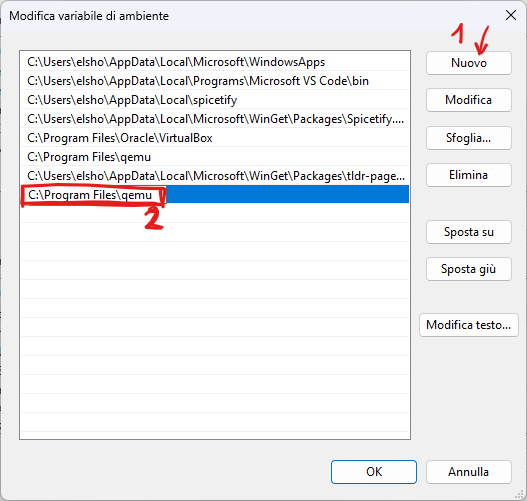 Modifica variabile di ambiente
1
C:\Users\elsho\AppData\Local\Microsoft\WindowsApps
C:\Users\elsho\AppData\Local\Programs\Microsoft VS Code\bin
C:\Users\elsho\AppData\Local\spicetify
C:\Users\elsho\AppData\Local\Microsoft\WinGet\Packages\Spicetify....
C:\Program Files\Oracle\VirtualBox
C:\Program Files\qemu
C:\Users\elsho\AppData\Local\Microsoft\WinGet\Packages\tldr-page...
C:\Program Files\qemu
2
Nuovo
Modifica
Sfoglia...
Elimina
Sposta su
Sposta giù
Modifica testo...
OK
Annulla